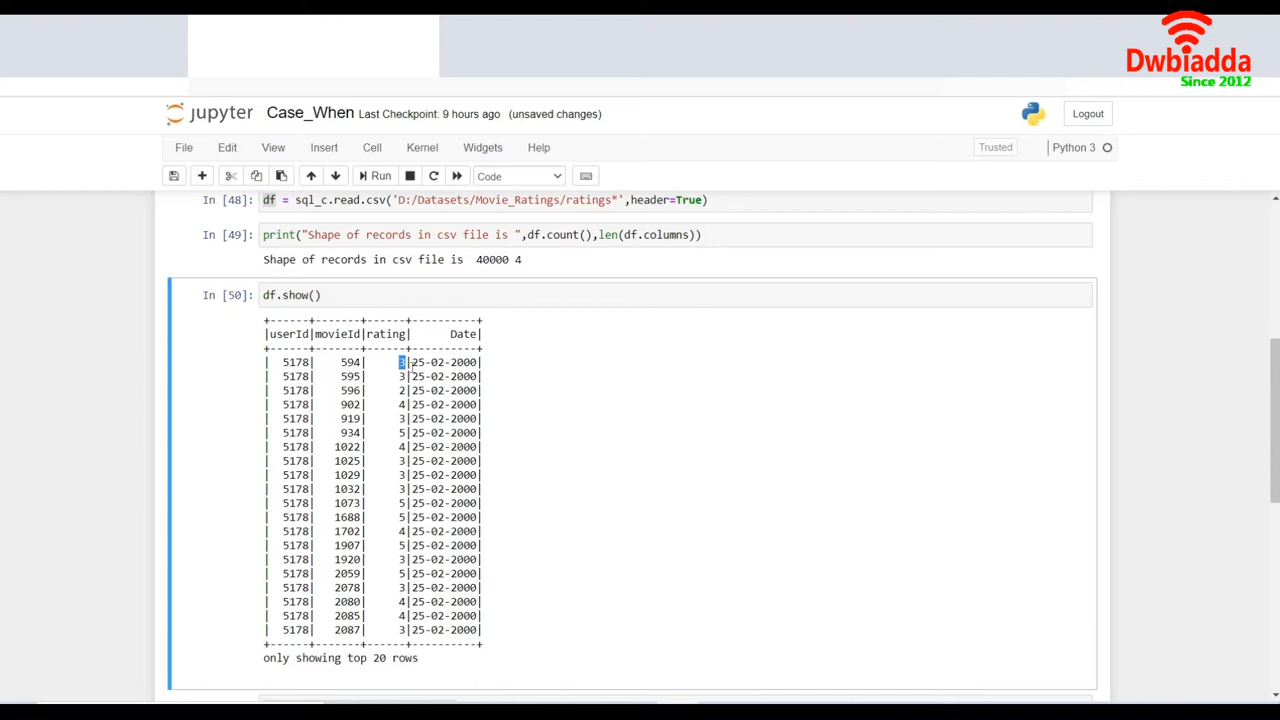 Dwbiadda
Since 2012
jupyter Case_When Last Checkpoint: 9 hours ago (unsaved changes) Logout
File Edit View Insert Cell Kernel Widgets Help Trusted Python 3
Run Code
In [48]: df = sql_c.read.csv('D:/Datasets/Movie_Ratings/ratings*',header=True)
In [49]: print("Shape of records in csv file is ",df.count(),len(df.columns))
Shape of records in csv file is  40000 4
In [50]: df.show()
+------+-------+------+----------+
|userId|movieId|rating|      Date|
+------+-------+------+----------+
|  5178|    594|     3|25-02-2000|
|  5178|    595|     3|25-02-2000|
|  5178|    596|     2|25-02-2000|
|  5178|    902|     4|25-02-2000|
|  5178|    919|     3|25-02-2000|
|  5178|    934|     5|25-02-2000|
|  5178|   1022|     4|25-02-2000|
|  5178|   1025|     3|25-02-2000|
|  5178|   1029|     3|25-02-2000|
|  5178|   1032|     3|25-02-2000|
|  5178|   1073|     5|25-02-2000|
|  5178|   1688|     5|25-02-2000|
|  5178|   1702|     4|25-02-2000|
|  5178|   1907|     5|25-02-2000|
|  5178|   1920|     3|25-02-2000|
|  5178|   2059|     5|25-02-2000|
|  5178|   2078|     3|25-02-2000|
|  5178|   2080|     4|25-02-2000|
|  5178|   2085|     4|25-02-2000|
|  5178|   2087|     3|25-02-2000|
+------+-------+------+----------+
only showing top 20 rows